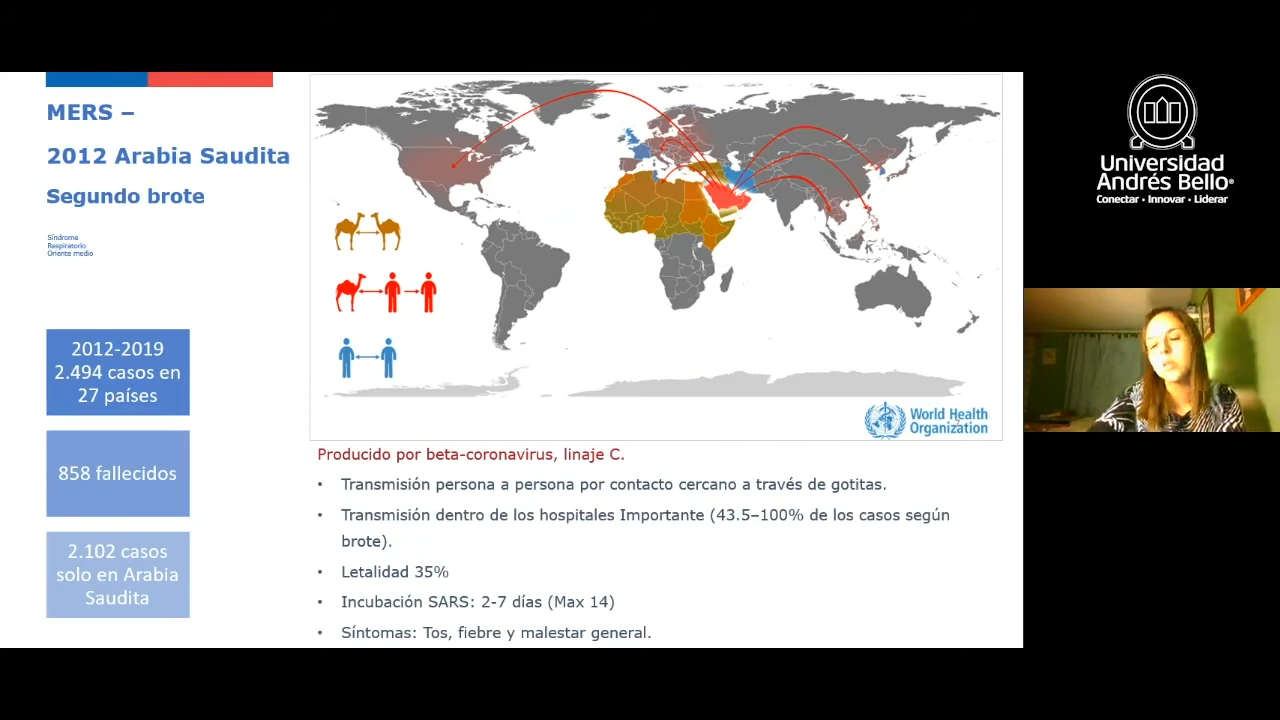 MERS –
2012 Arabia Saudita
Segundo brote
Síndrome
Respiratorio
Oriente medio
2012-2019
2.494 casos en
27 países
858 fallecidos
2.102 casos
solo en Arabia
Saudita
World Health
Organization
Producido por beta-coronavirus, linaje C.
• Transmisión persona a persona por contacto cercano a través de gotitas.
• Transmisión dentro de los hospitales Importante (43.5–100% de los casos según
brote).
• Letalidad 35%
• Incubación SARS: 2-7 días (Max 14)
• Síntomas: Tos, fiebre y malestar general.
Universidad
Andrés Bello®
Conectar • Innovar • Liderar